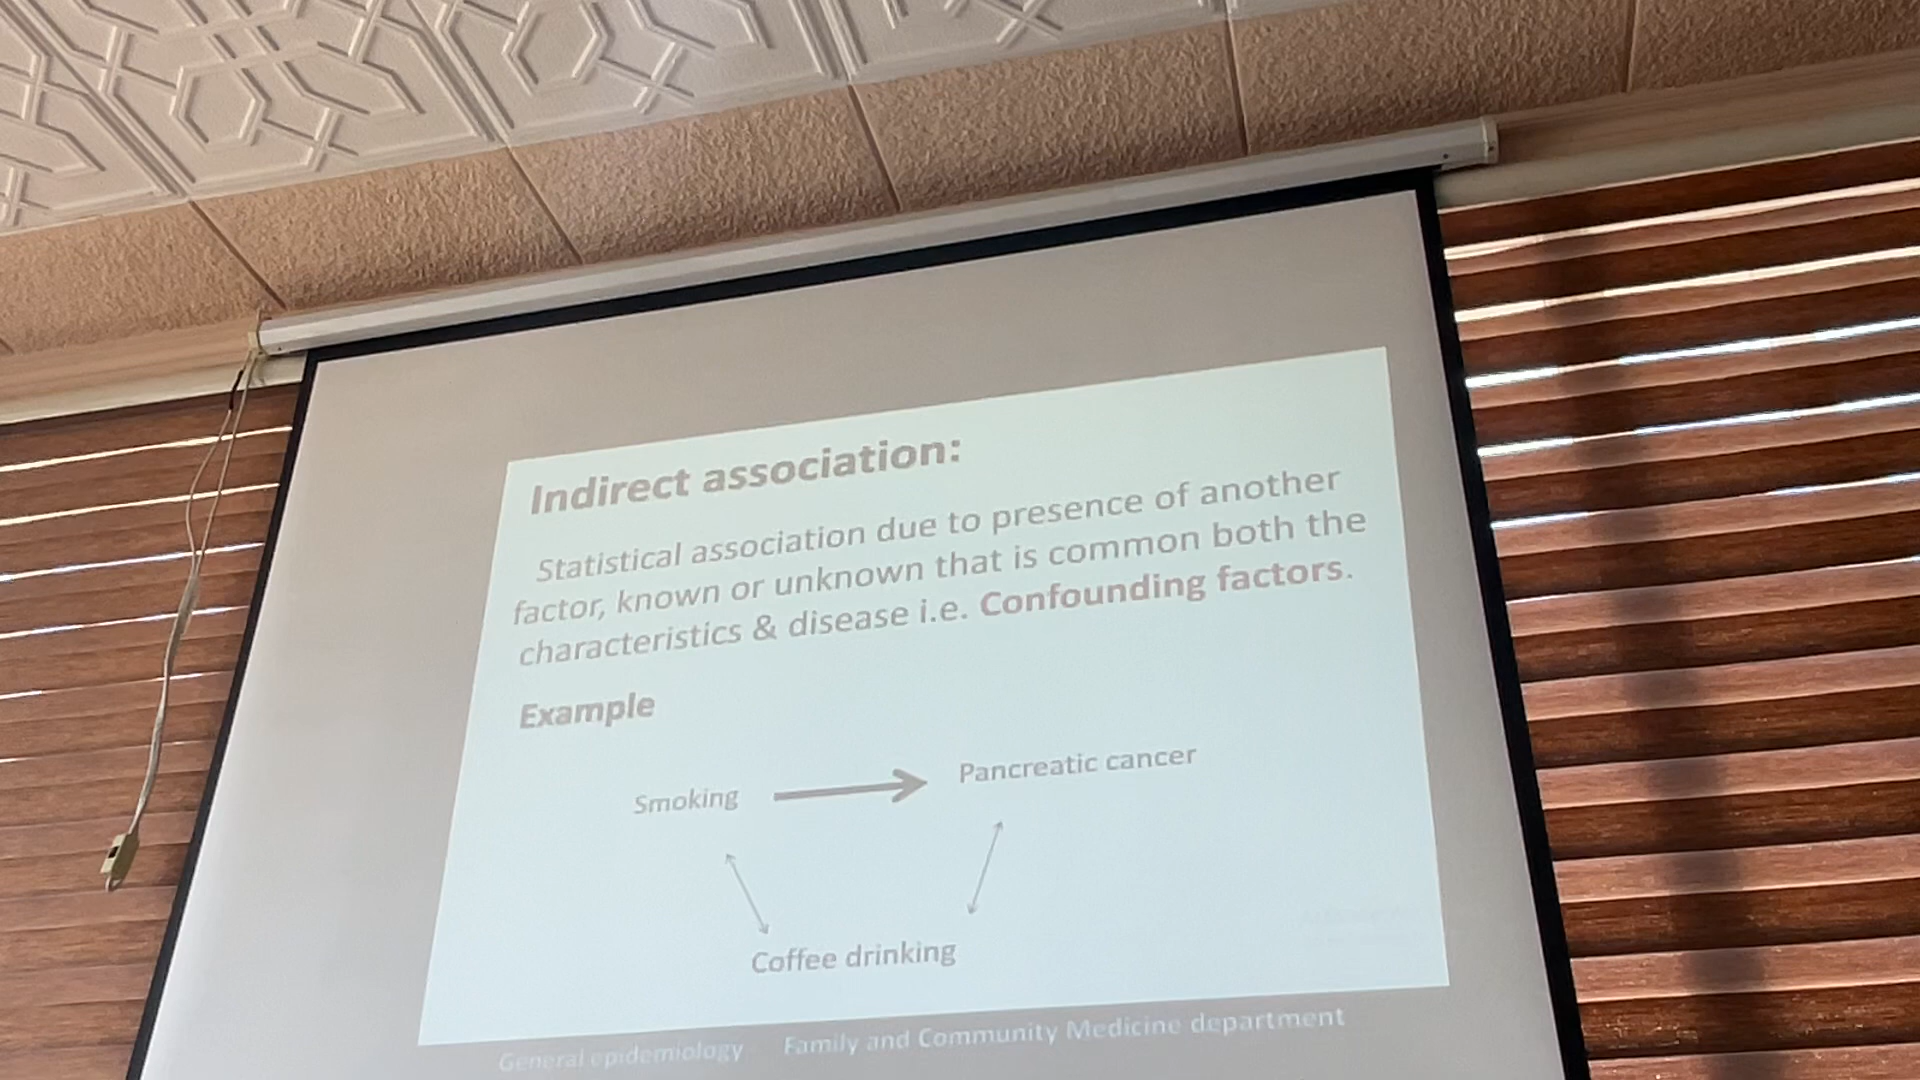 Indirect association:
Statistical association due to presence of another
factor, known or unknown that is common both the
characteristics & disease i.e. Confounding factors.
Example
Smoking
Pancreatic cancer
Coffee drinking
General epidemiology Family and Community Medicine department